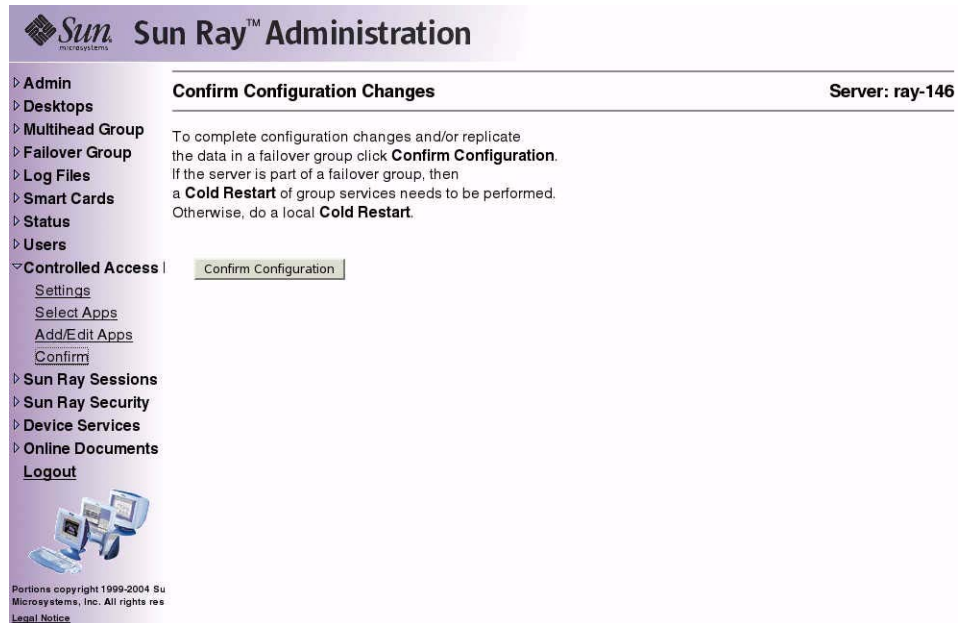 Sun microsystems Sun Ray™ Administration
Admin
Desktops
Multihead Group
Failover Group
Log Files
Smart Cards
Status
Users
Controlled Access
Settings
Select Apps
Add/Edit Apps
Confirm
Sun Ray Sessions
Sun Ray Security
Device Services
Online Documents
Logout
Portions copyright 1999-2004 Su
Microsystems, Inc. All rights res
Legal Notice
Confirm Configuration Changes
Server: ray-146
To complete configuration changes and/or replicate
the data in a failover group click Confirm Configuration.
If the server is part of a failover group, then
a Cold Restart of group services needs to be performed.
Otherwise, do a local Cold Restart.
Confirm Configuration